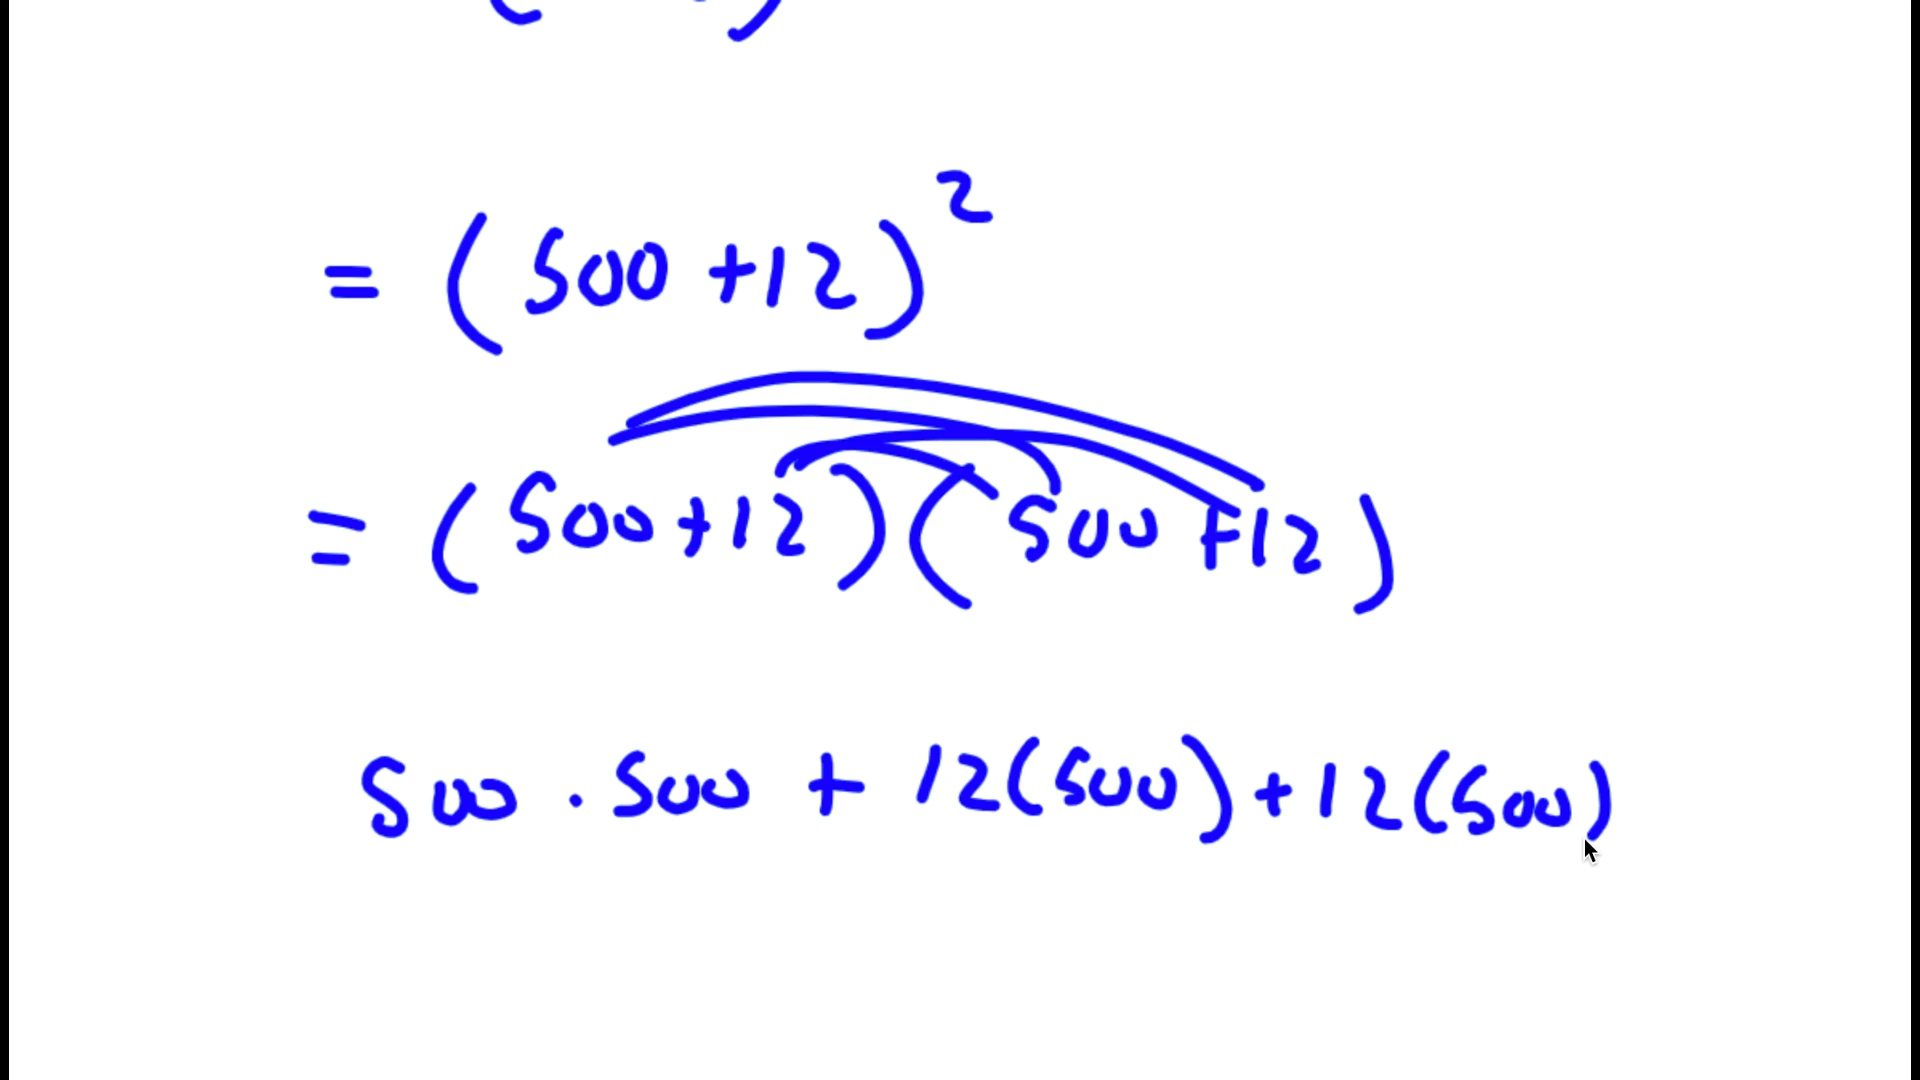 = (500 + 12)²
= (500 + 12)(500 + 12)
500 · 500 + 12(500) + 12(500)